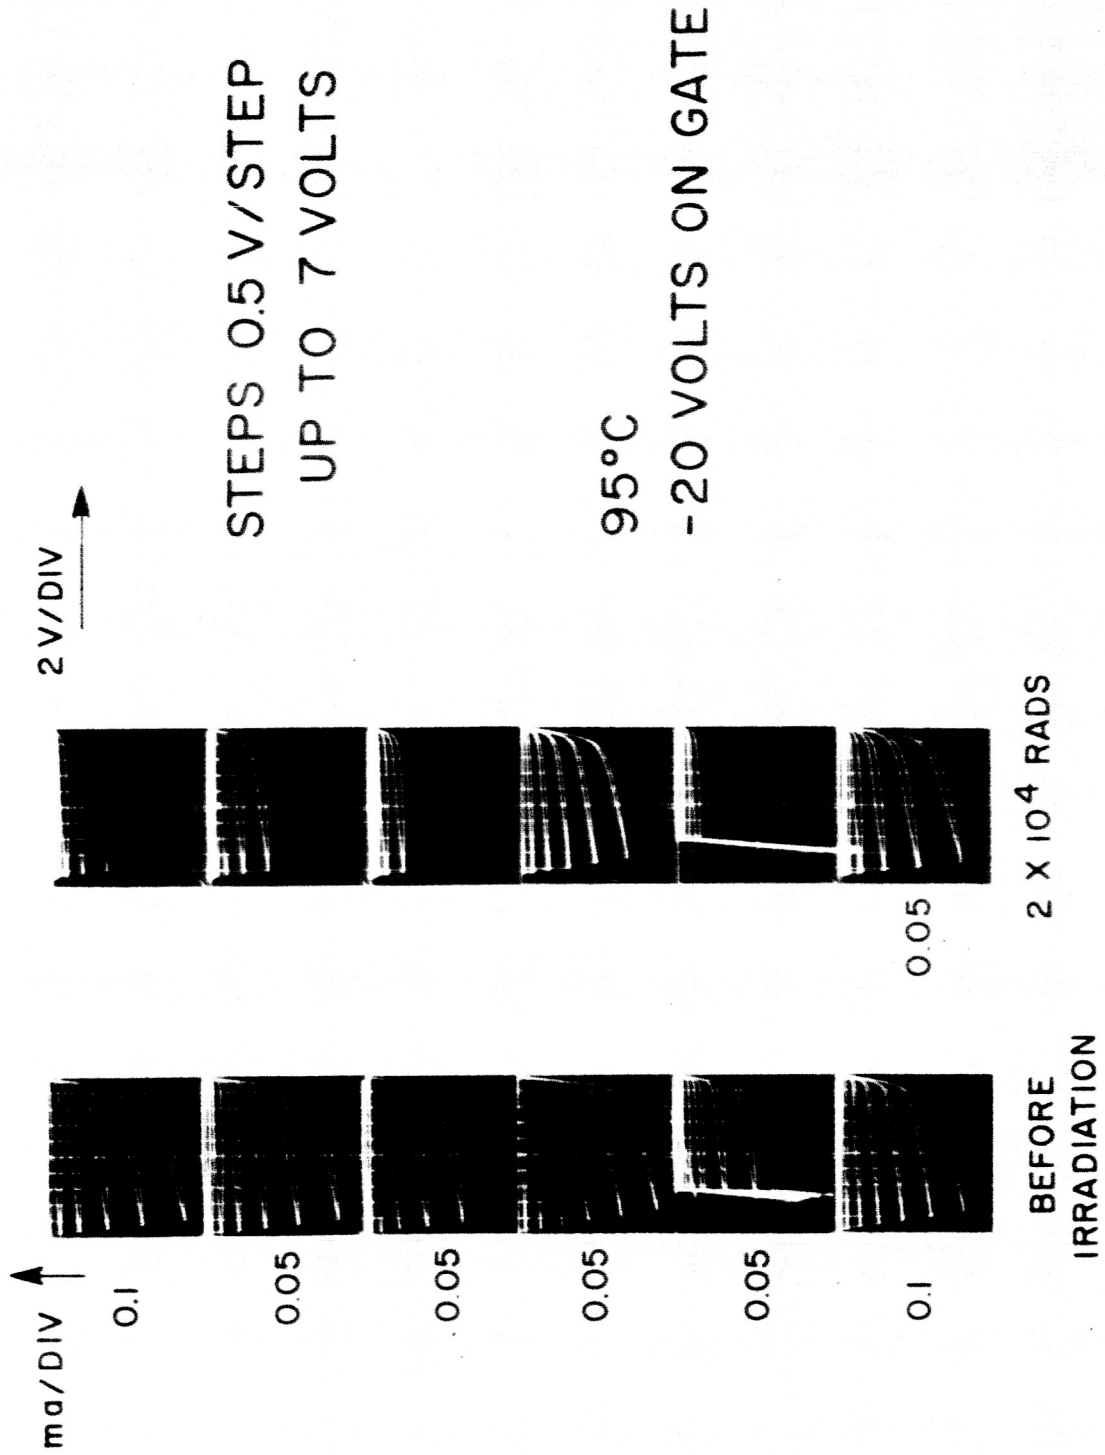 ma/DIV
2 V/DIV
0.1
0.05
0.05
0.05
0.05
0.1
0.05
BEFORE
IRRADIATION
2 X 10⁴ RADS
STEPS 0.5 V/STEP
UP TO 7 VOLTS
95°C
-20 VOLTS ON GATE